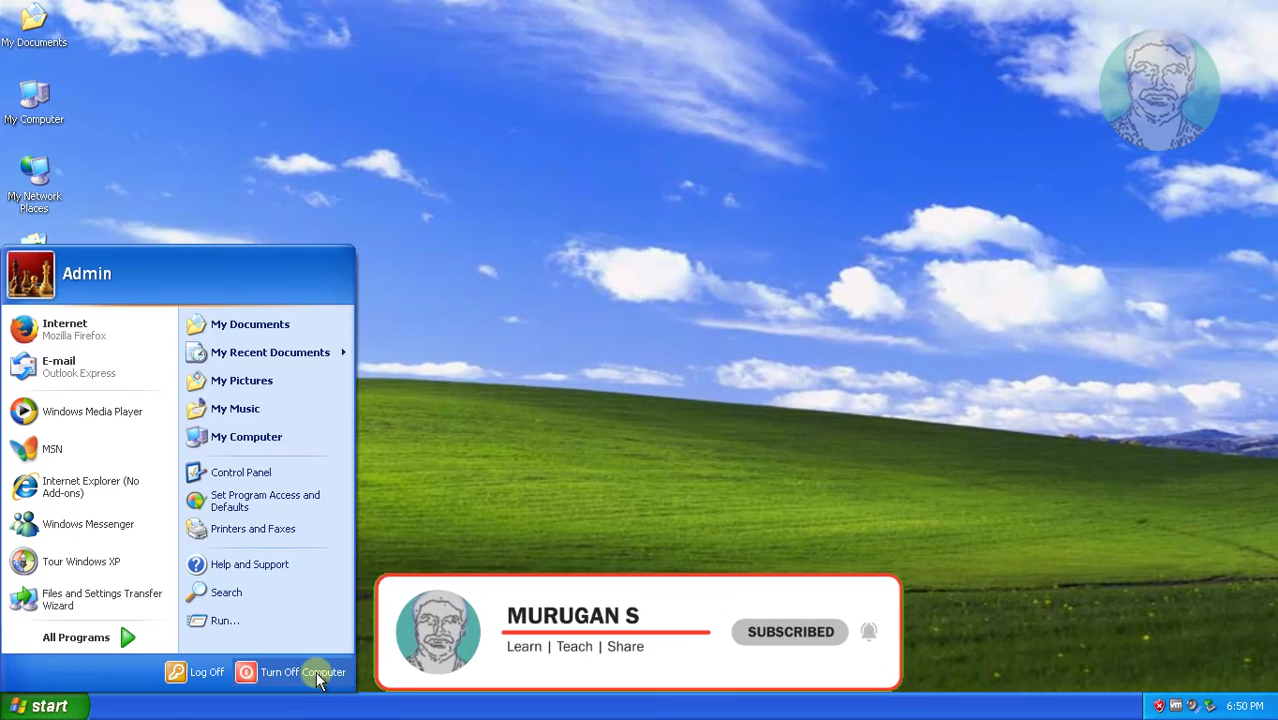 My Documents
My Computer
My Network
Places
Admin
Internet
Mozilla Firefox
E-mail
Outlook Express
Windows Media Player
MSN
Internet Explorer (No
Add-ons)
Windows Messenger
Tour Windows XP
Files and Settings Transfer
Wizard
All Programs
My Documents
My Recent Documents
My Pictures
My Music
My Computer
Control Panel
Set Program Access and
Defaults
Printers and Faxes
Help and Support
Search
Run...
Log Off
Turn Off Computer
MURUGAN S
Learn | Teach | Share
SUBSCRIBED
start
vm
6:50 PM